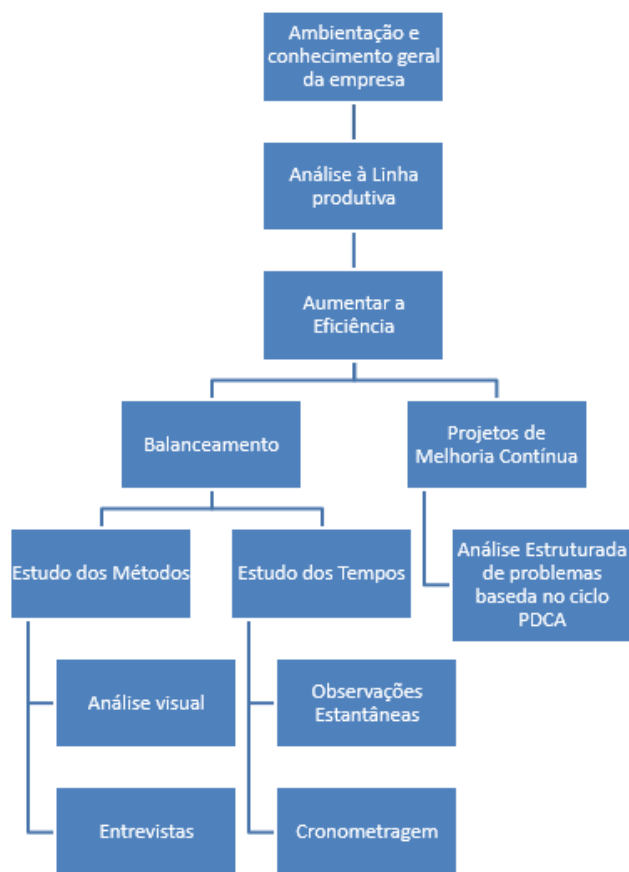 Ambientação e
conhecimento geral
da empresa
Análise à Linha
produtiva
Aumentar a
Eficiência
Balanceamento
Projetos de
Melhoria Contínua
Estudo dos Métodos
Estudo dos Tempos
Análise Estruturada
de problemas
baseda no ciclo
PDCA
Análise visual
Observações
Estantâneas
Entrevistas
Cronometragem